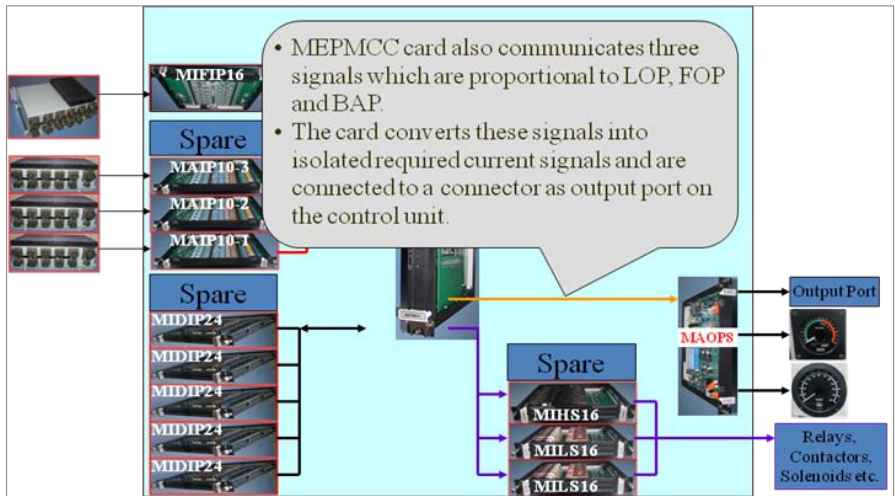 • MEPMCC card also communicates three
signals which are proportional to LOP, FOP
and BAP.
• The card converts these signals into
isolated required current signals and are
connected to a connector as output port on
the control unit.
MIFIP16
Spare
MAIP10-3
MAIP10-2
MAIP10-1
Spare
MIDIP24
MIDIP24
MIDIP24
MIDIP24
MIDIP24
Spare
MIHS16
MILS16
MILS16
MAOP8
Output Port
Relays,
Contactors,
Solenoids etc.